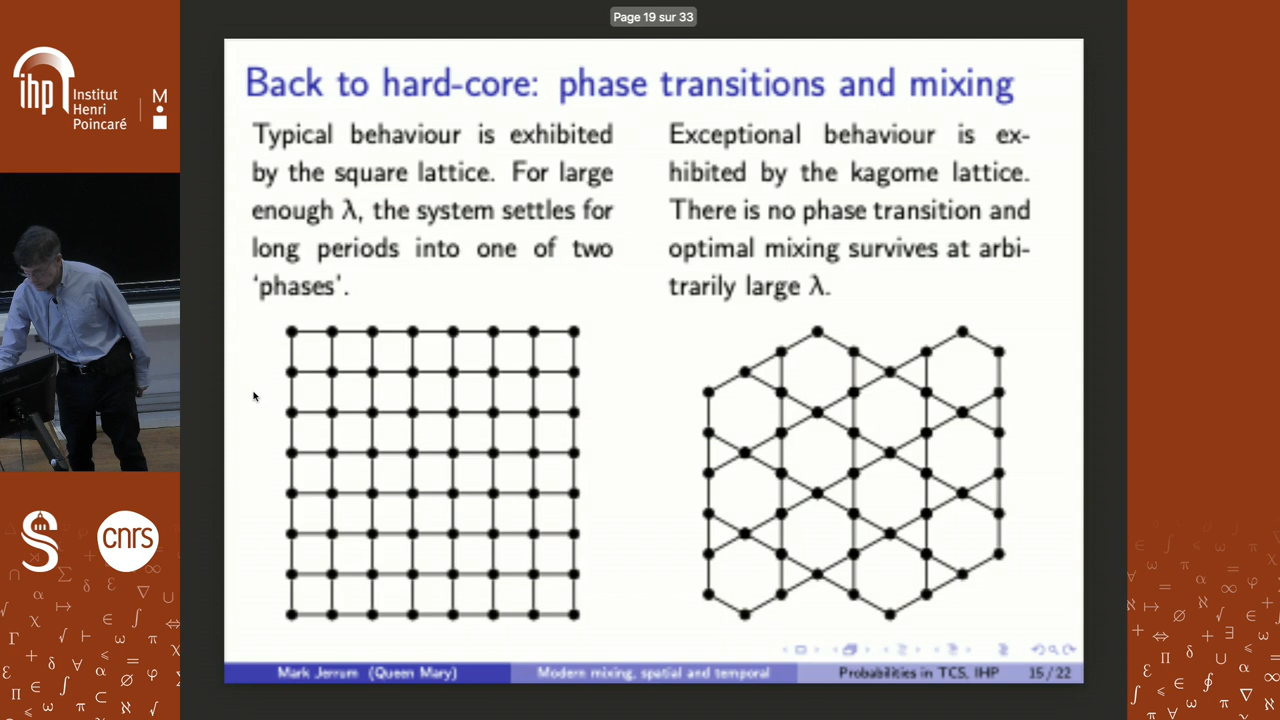 Page 19 sur 33
ihp
Institut
Henri
Poincaré
M
Back to hard-core: phase transitions and mixing
Typical behaviour is exhibited
by the square lattice. For large
enough λ, the system settles for
long periods into one of two
‘phases’.
Exceptional behaviour is ex-
hibited by the kagome lattice.
There is no phase transition and
optimal mixing survives at arbi-
trarily large λ.
cnrs
Mark Jerrum (Queen Mary)
Modern mixing, spatial and temporal
Probabilities in TCS, IHP
15 / 22